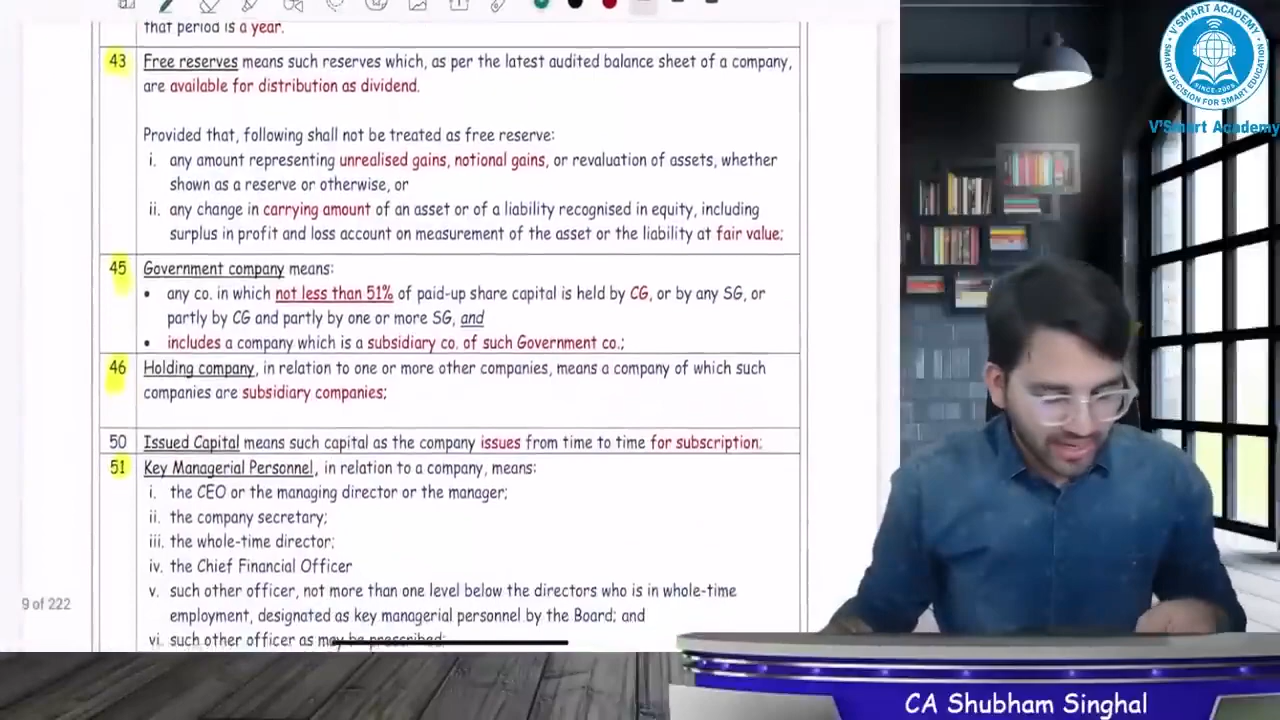 that period is a year.
43 Free reserves means such reserves which, as per the latest audited balance sheet of a company,
are available for distribution as dividend.
Provided that, following shall not be treated as free reserve:
i. any amount representing unrealised gains, notional gains, or revaluation of assets, whether
shown as a reserve or otherwise, or
ii. any change in carrying amount of an asset or of a liability recognised in equity, including
surplus in profit and loss account on measurement of the asset or the liability at fair value;
45 Government company means:
• any co. in which not less than 51% of paid-up share capital is held by CG, or by any SG, or
partly by CG and partly by one or more SG, and
• includes a company which is a subsidiary co. of such Government co.;
46 Holding company, in relation to one or more other companies, means a company of which such
companies are subsidiary companies;
50 Issued Capital means such capital as the company issues from time to time for subscription;
51 Key Managerial Personnel, in relation to a company, means:
i. the CEO or the managing director or the manager;
ii. the company secretary;
iii. the whole-time director;
iv. the Chief Financial Officer
v. such other officer, not more than one level below the directors who is in whole-time
employment, designated as key managerial personnel by the Board; and
vi. such other officer as may be prescribed;
9 of 222
V'SMART ACADEMY
SMART DECISION FOR SMART EDUCATION
SINCE-2005
V'Smart Academy
CA Shubham Singhal